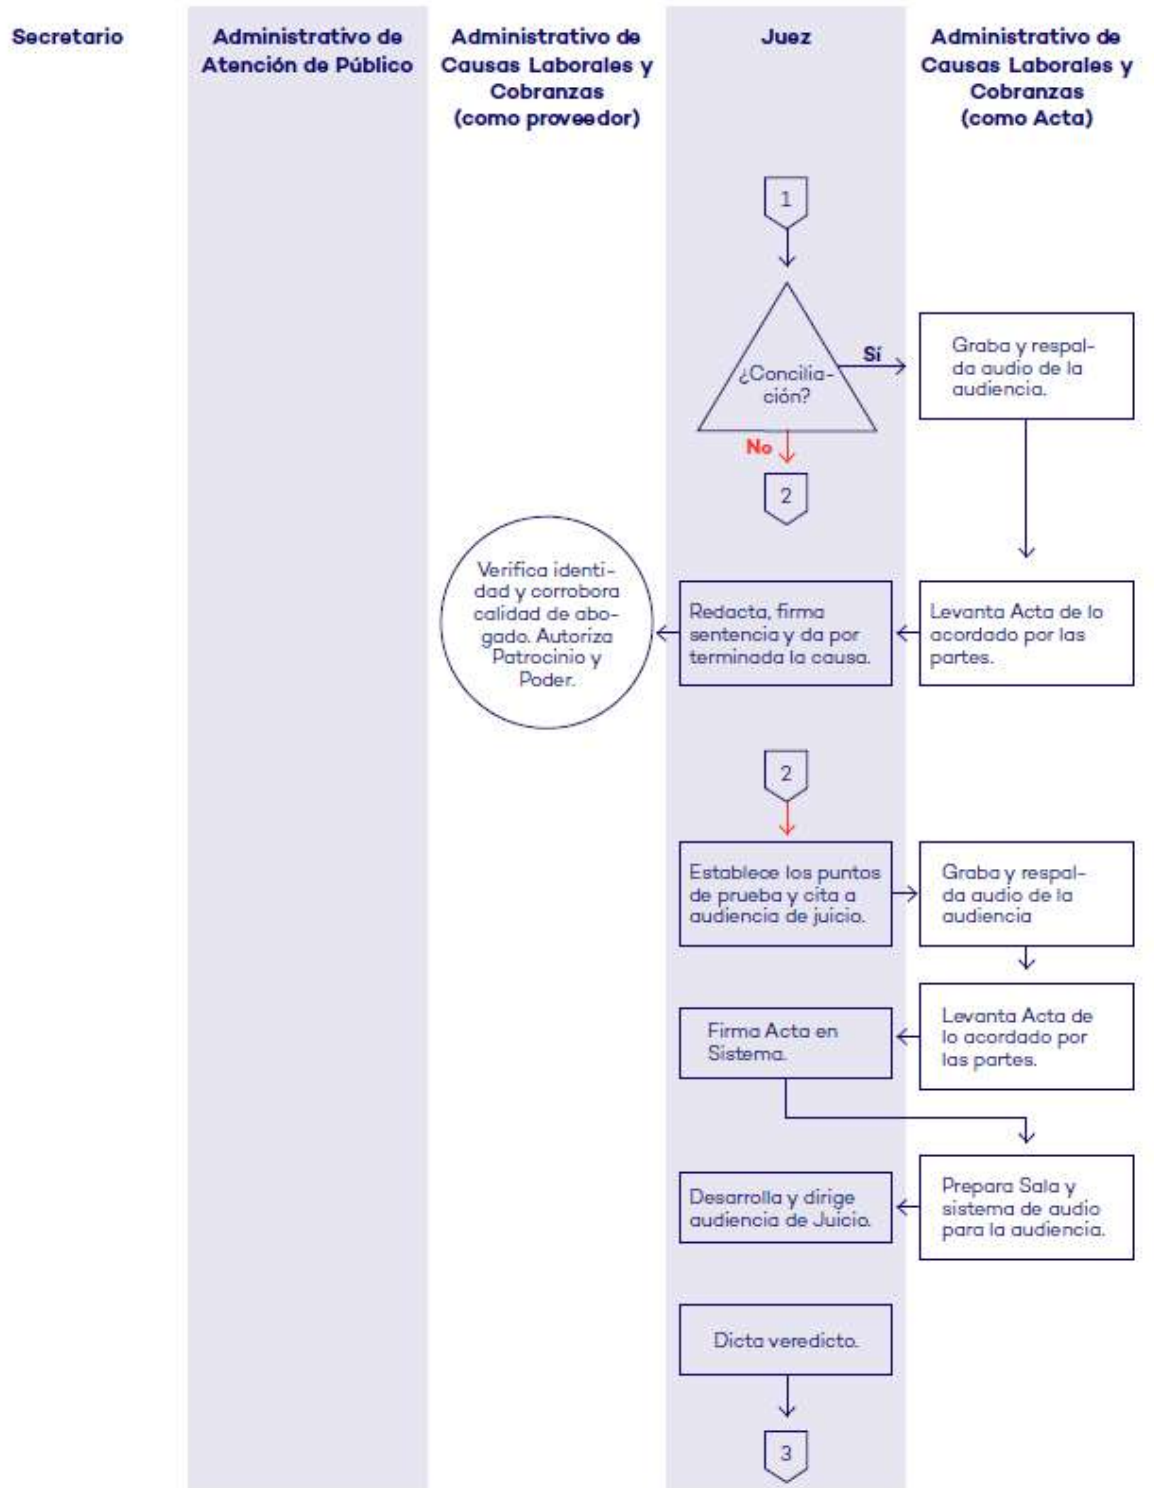 Secretario
Administrativo de
Atención de Público
Administrativo de
Causas Laborales y
Cobranzas
(como proveedor)
Juez
Administrativo de
Causas Laborales y
Cobranzas
(como Acta)
1
¿Concilia-
ción?
Sí
Graba y respal-
da audio de la
audiencia.
No
2
Verifica identi-
dad y corrobora
calidad de abo-
gado. Autoriza
Patrocinio y
Poder.
Redacta, firma
sentencia y da por
terminada la causa.
Levanta Acta de lo
acordado por las
partes.
2
Establece los puntos
de prueba y cita a
audiencia de juicio.
Graba y respal-
da audio de la
audiencia
Firma Acta en
Sistema.
Levanta Acta de
lo acordado por
las partes.
Desarrolla y dirige
audiencia de Juicio.
Prepara Sala y
sistema de audio
para la audiencia.
Dicta veredicto.
3